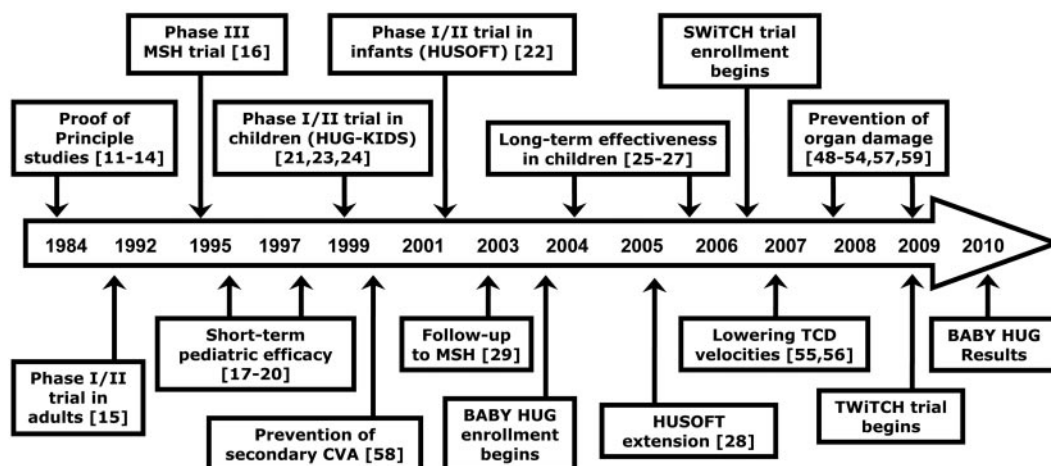 Phase III
MSH trial [16]
Phase I/II trial in
infants (HUSOFT) [22]
SWiTCH trial
enrollment
begins
Proof of
Principle
studies [11-14]
Phase I/II trial in
children (HUG-KIDS)
[21,23,24]
Long-term effectiveness
in children [25-27]
Prevention of
organ damage
[48-54,57,59]
1984 1992 1995 1997 1999 2001 2003 2004 2005 2006 2007 2008 2009 2010
Phase I/II
trial in
adults [15]
Short-term
pediatric efficacy
[17-20]
Prevention of
secondary CVA [58]
Follow-up
to MSH [29]
BABY HUG
enrollment
begins
HUSOFT
extension [28]
Lowering TCD
velocities [55,56]
TWiTCH trial
begins
BABY HUG
Results